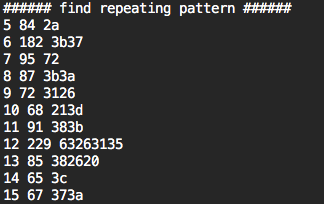 ###### find repeating pattern ######
5 84 2a
6 182 3b37
7 95 72
8 87 3b3a
9 72 3126
10 68 213d
11 91 383b
12 229 63263135
13 85 382620
14 65 3c
15 67 373a